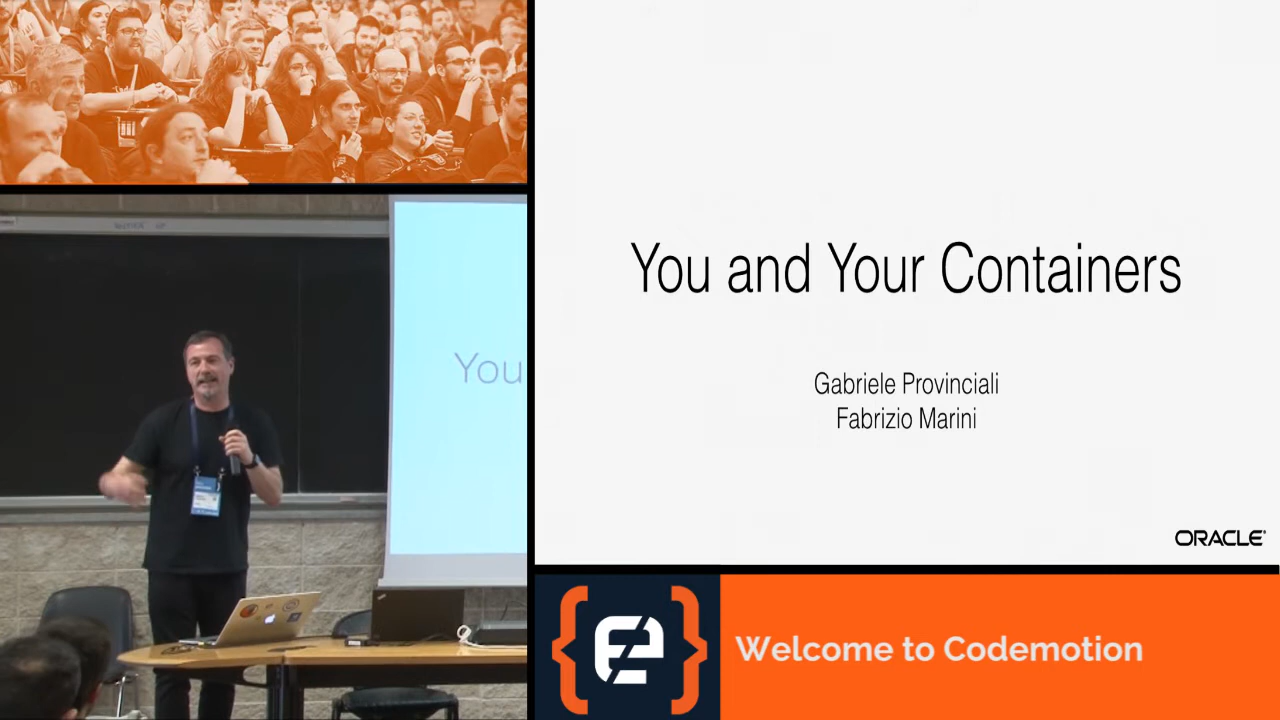 You
You and Your Containers
Gabriele Provinciali
Fabrizio Marini
ORACLE
Welcome to Codemotion